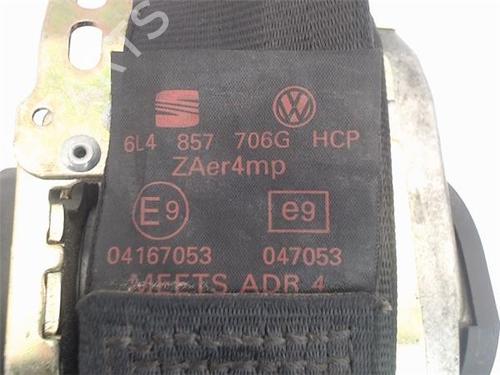 6L4 857 706G HCP
ZAer4mp
E9 e9
04167053 047053
MEETS ADR 4